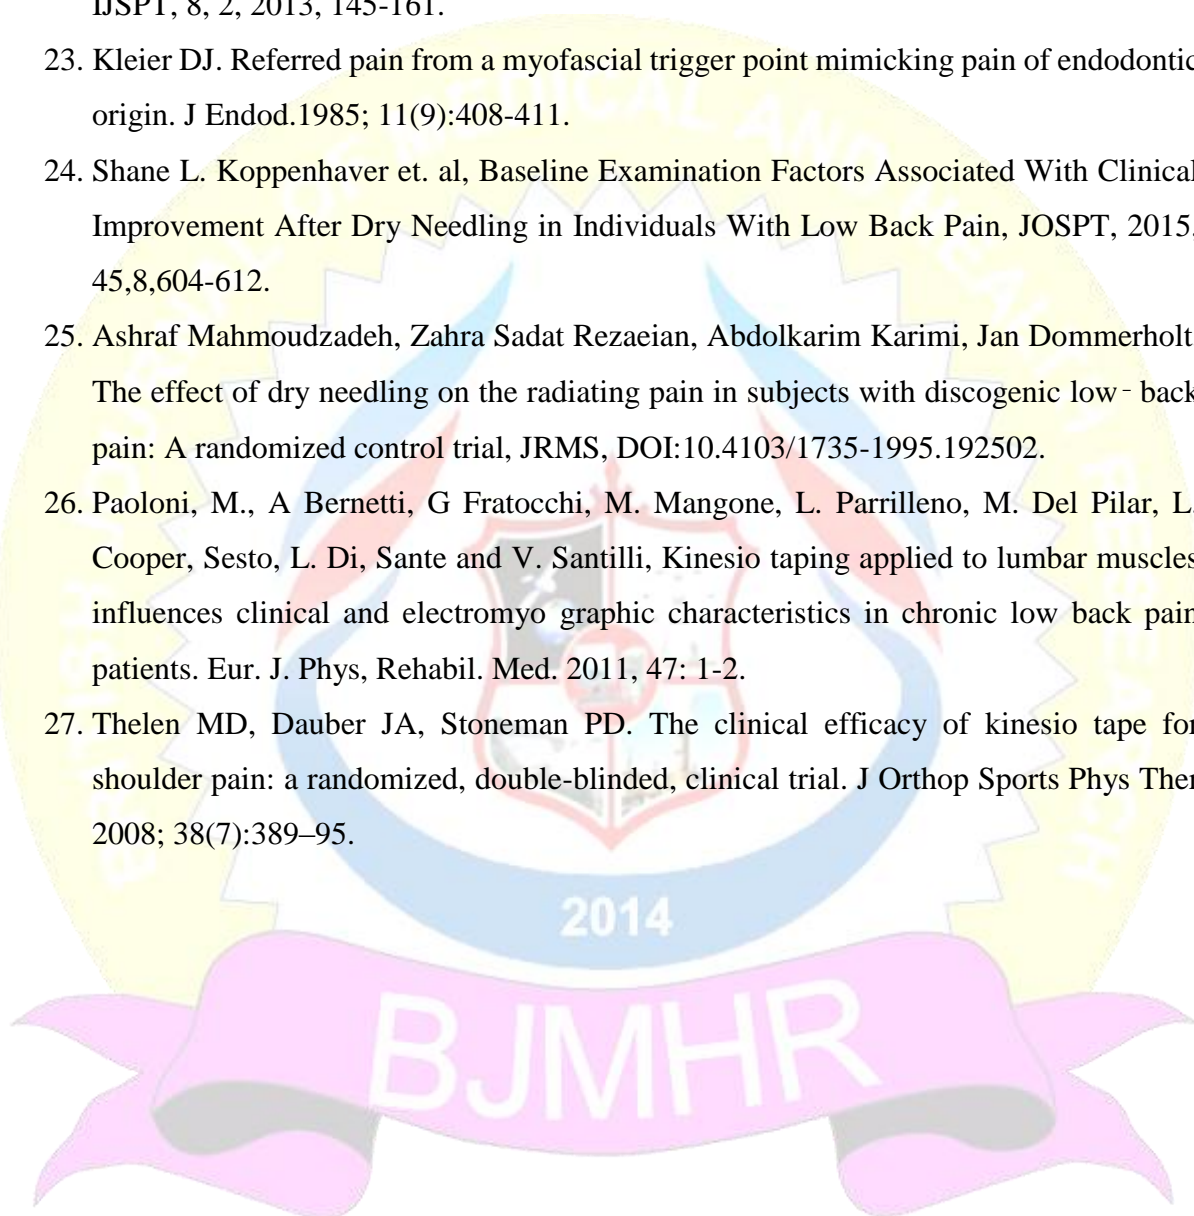 IJSPT, 8, 2, 2013, 145-161.
23. Kleier DJ. Referred pain from a myofascial trigger point mimicking pain of endodontic
origin. J Endod.1985; 11(9):408-411.
24. Shane L. Koppenhaver et. al, Baseline Examination Factors Associated With Clinical
Improvement After Dry Needling in Individuals With Low Back Pain, JOSPT, 2015,
45,8,604-612.
25. Ashraf Mahmoudzadeh, Zahra Sadat Rezaeian, Abdolkarim Karimi, Jan Dommerholt,
The effect of dry needling on the radiating pain in subjects with discogenic low‑back
pain: A randomized control trial, JRMS, DOI:10.4103/1735-1995.192502.
26. Paoloni, M., A Bernetti, G Fratocchi, M. Mangone, L. Parrilleno, M. Del Pilar, L.
Cooper, Sesto, L. Di, Sante and V. Santilli, Kinesio taping applied to lumbar muscles
influences clinical and electromyo graphic characteristics in chronic low back pain
patients. Eur. J. Phys, Rehabil. Med. 2011, 47: 1-2.
27. Thelen MD, Dauber JA, Stoneman PD. The clinical efficacy of kinesio tape for
shoulder pain: a randomized, double-blinded, clinical trial. J Orthop Sports Phys Ther
2008; 38(7):389–95.
JOURNAL OF MEDICAL AND HEALTH RESEARCH
2014
BJMHR